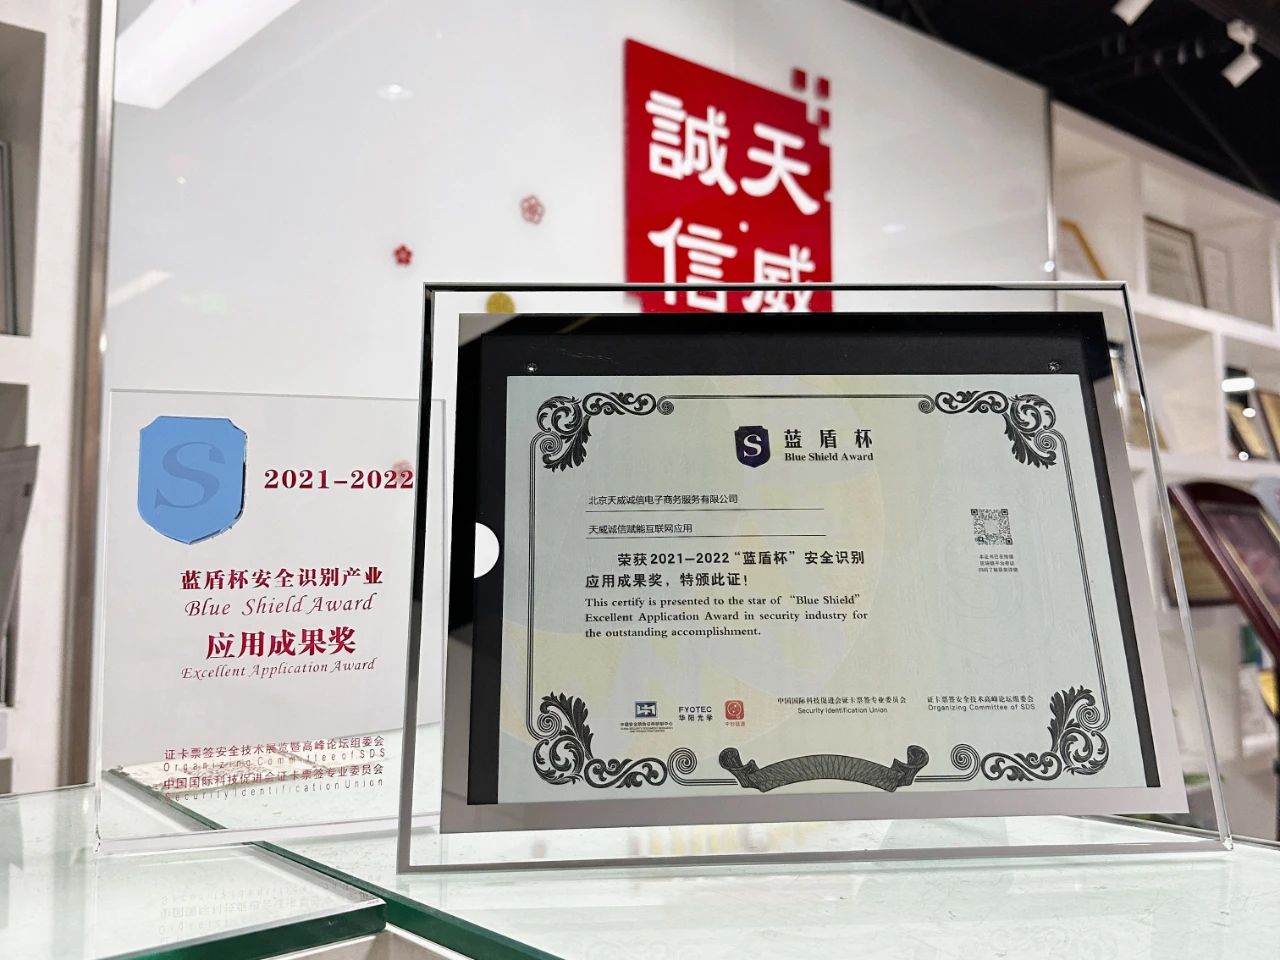 誠天
信威
S
2021-2022
蓝盾杯安全识别产业
Blue Shield Award
应用成果奖
Excellent Application Award
证卡票签安全技术展览暨高峰论坛组委会
Organizing Committee of SDS
中国国际科技促进会证卡票签专业委员会
Security Identification Union
S
蓝盾杯
Blue Shield Award
北京天威诚信电子商务服务有限公司
天威诚信赋能互联网应用
荣获2021—2022“蓝盾杯”安全识别
应用成果奖，特颁此证！
This certify is presented to the star of “Blue Shield”
Excellent Application Award in security industry for
the outstanding accomplishment.
FYOTEC
华阳光学
中国国际科技促进会证卡票签专业委员会
Security Identification Union
证卡票签安全技术高峰论坛组委会
Organizing Committee of SDS